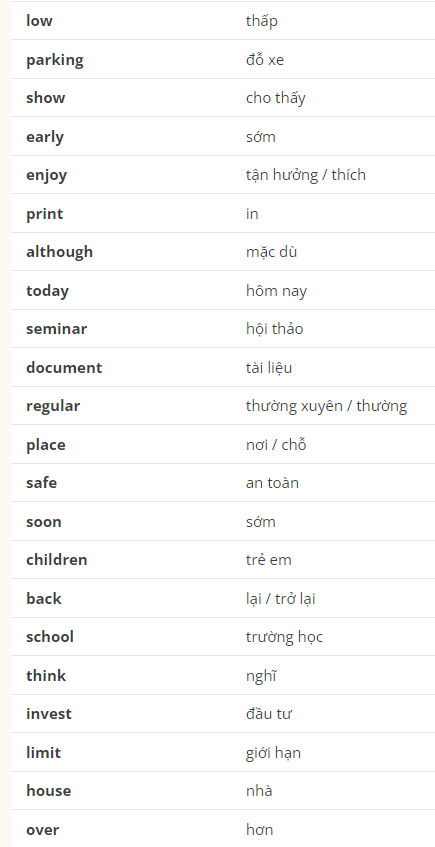 low thấp
parking đỗ xe
show cho thấy
early sớm
enjoy tận hưởng / thích
print in
although mặc dù
today hôm nay
seminar hội thảo
document tài liệu
regular thường xuyên / thường
place nơi / chỗ
safe an toàn
soon sớm
children trẻ em
back lại / trở lại
school trường học
think nghĩ
invest đầu tư
limit giới hạn
house nhà
over hơn